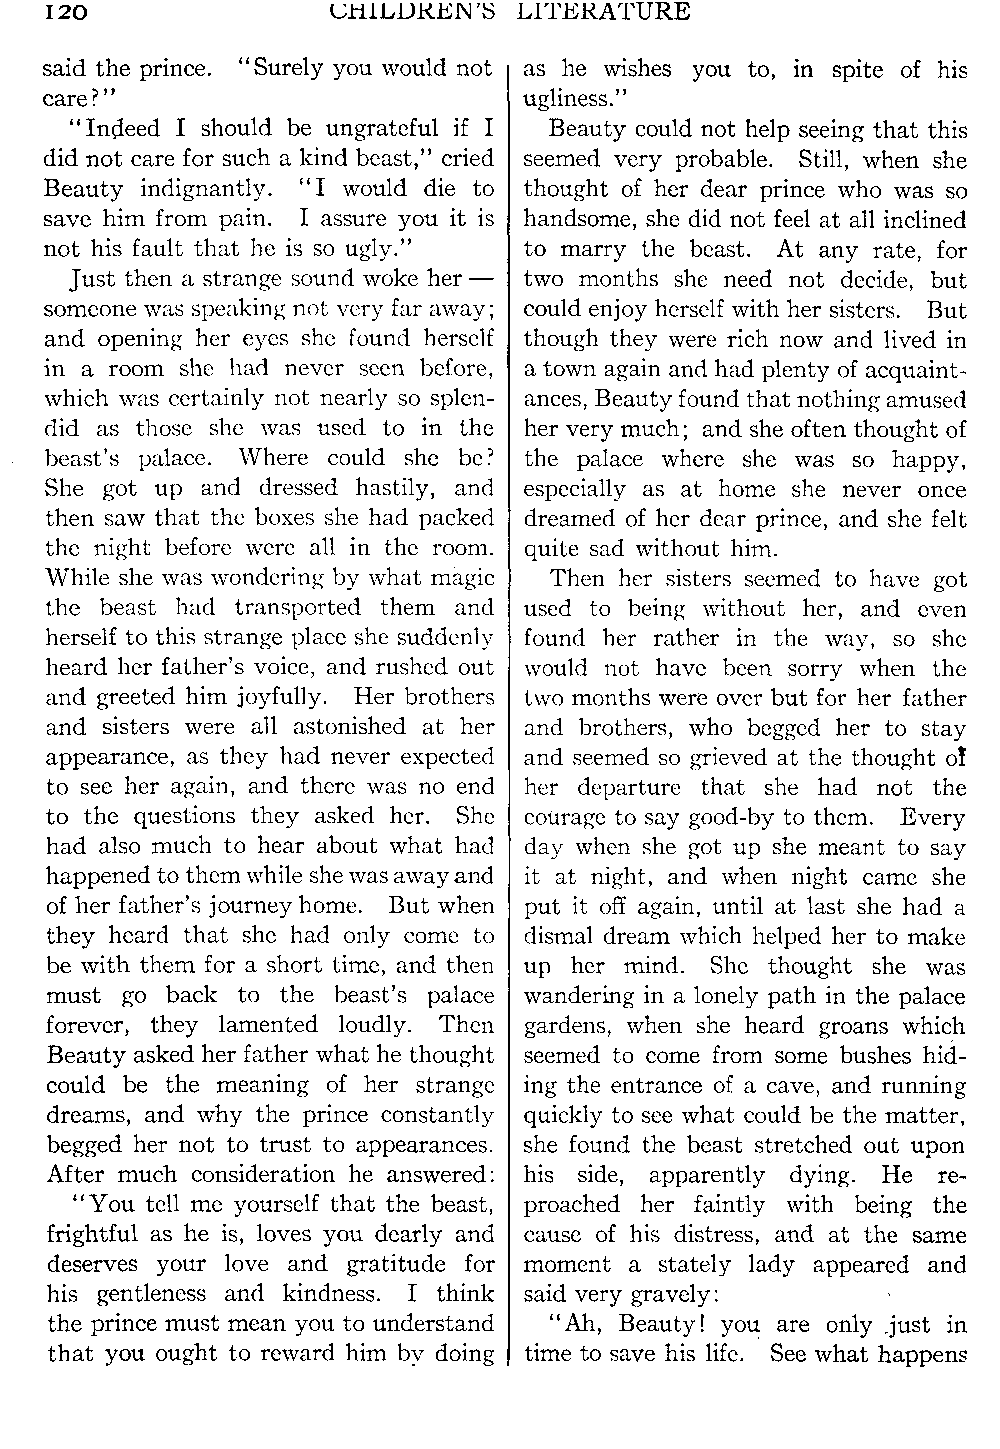 120
CHILDREN'S LITERATURE
said the prince. "Surely you would not
care?"
"Indeed I should be ungrateful if I
did not care for such a kind beast," cried
Beauty indignantly. "I would die to
save him from pain. I assure you it is
not his fault that he is so ugly."
Just then a strange sound woke her —
someone was speaking not very far away;
and opening her eyes she found herself
in a room she had never seen before,
which was certainly not nearly so splen-
did as those she was used to in the
beast's palace. Where could she be?
She got up and dressed hastily, and
then saw that the boxes she had packed
the night before were all in the room.
While she was wondering by what magic
the beast had transported them and
herself to this strange place she suddenly
heard her father's voice, and rushed out
and greeted him joyfully. Her brothers
and sisters were all astonished at her
appearance, as they had never expected
to see her again, and there was no end
to the questions they asked her. She
had also much to hear about what had
happened to them while she was away and
of her father's journey home. But when
they heard that she had only come to
be with them for a short time, and then
must go back to the beast's palace
forever, they lamented loudly. Then
Beauty asked her father what he thought
could be the meaning of her strange
dreams, and why the prince constantly
begged her not to trust to appearances.
After much consideration he answered:
"You tell me yourself that the beast,
frightful as he is, loves you dearly and
deserves your love and gratitude for
his gentleness and kindness. I think
the prince must mean you to understand
that you ought to reward him by doing
as he wishes you to, in spite of his
ugliness."
Beauty could not help seeing that this
seemed very probable. Still, when she
thought of her dear prince who was so
handsome, she did not feel at all inclined
to marry the beast. At any rate, for
two months she need not decide, but
could enjoy herself with her sisters. But
though they were rich now and lived in
a town again and had plenty of acquaint-
ances, Beauty found that nothing amused
her very much; and she often thought of
the palace where she was so happy,
especially as at home she never once
dreamed of her dear prince, and she felt
quite sad without him.
Then her sisters seemed to have got
used to being without her, and even
found her rather in the way, so she
would not have been sorry when the
two months were over but for her father
and brothers, who begged her to stay
and seemed so grieved at the thought of
her departure that she had not the
courage to say good-by to them. Every
day when she got up she meant to say
it at night, and when night came she
put it off again, until at last she had a
dismal dream which helped her to make
up her mind. She thought she was
wandering in a lonely path in the palace
gardens, when she heard groans which
seemed to come from some bushes hid-
ing the entrance of a cave, and running
quickly to see what could be the matter,
she found the beast stretched out upon
his side, apparently dying. He re-
proached her faintly with being the
cause of his distress, and at the same
moment a stately lady appeared and
said very gravely:
"Ah, Beauty! you are only just in
time to save his life. See what happens